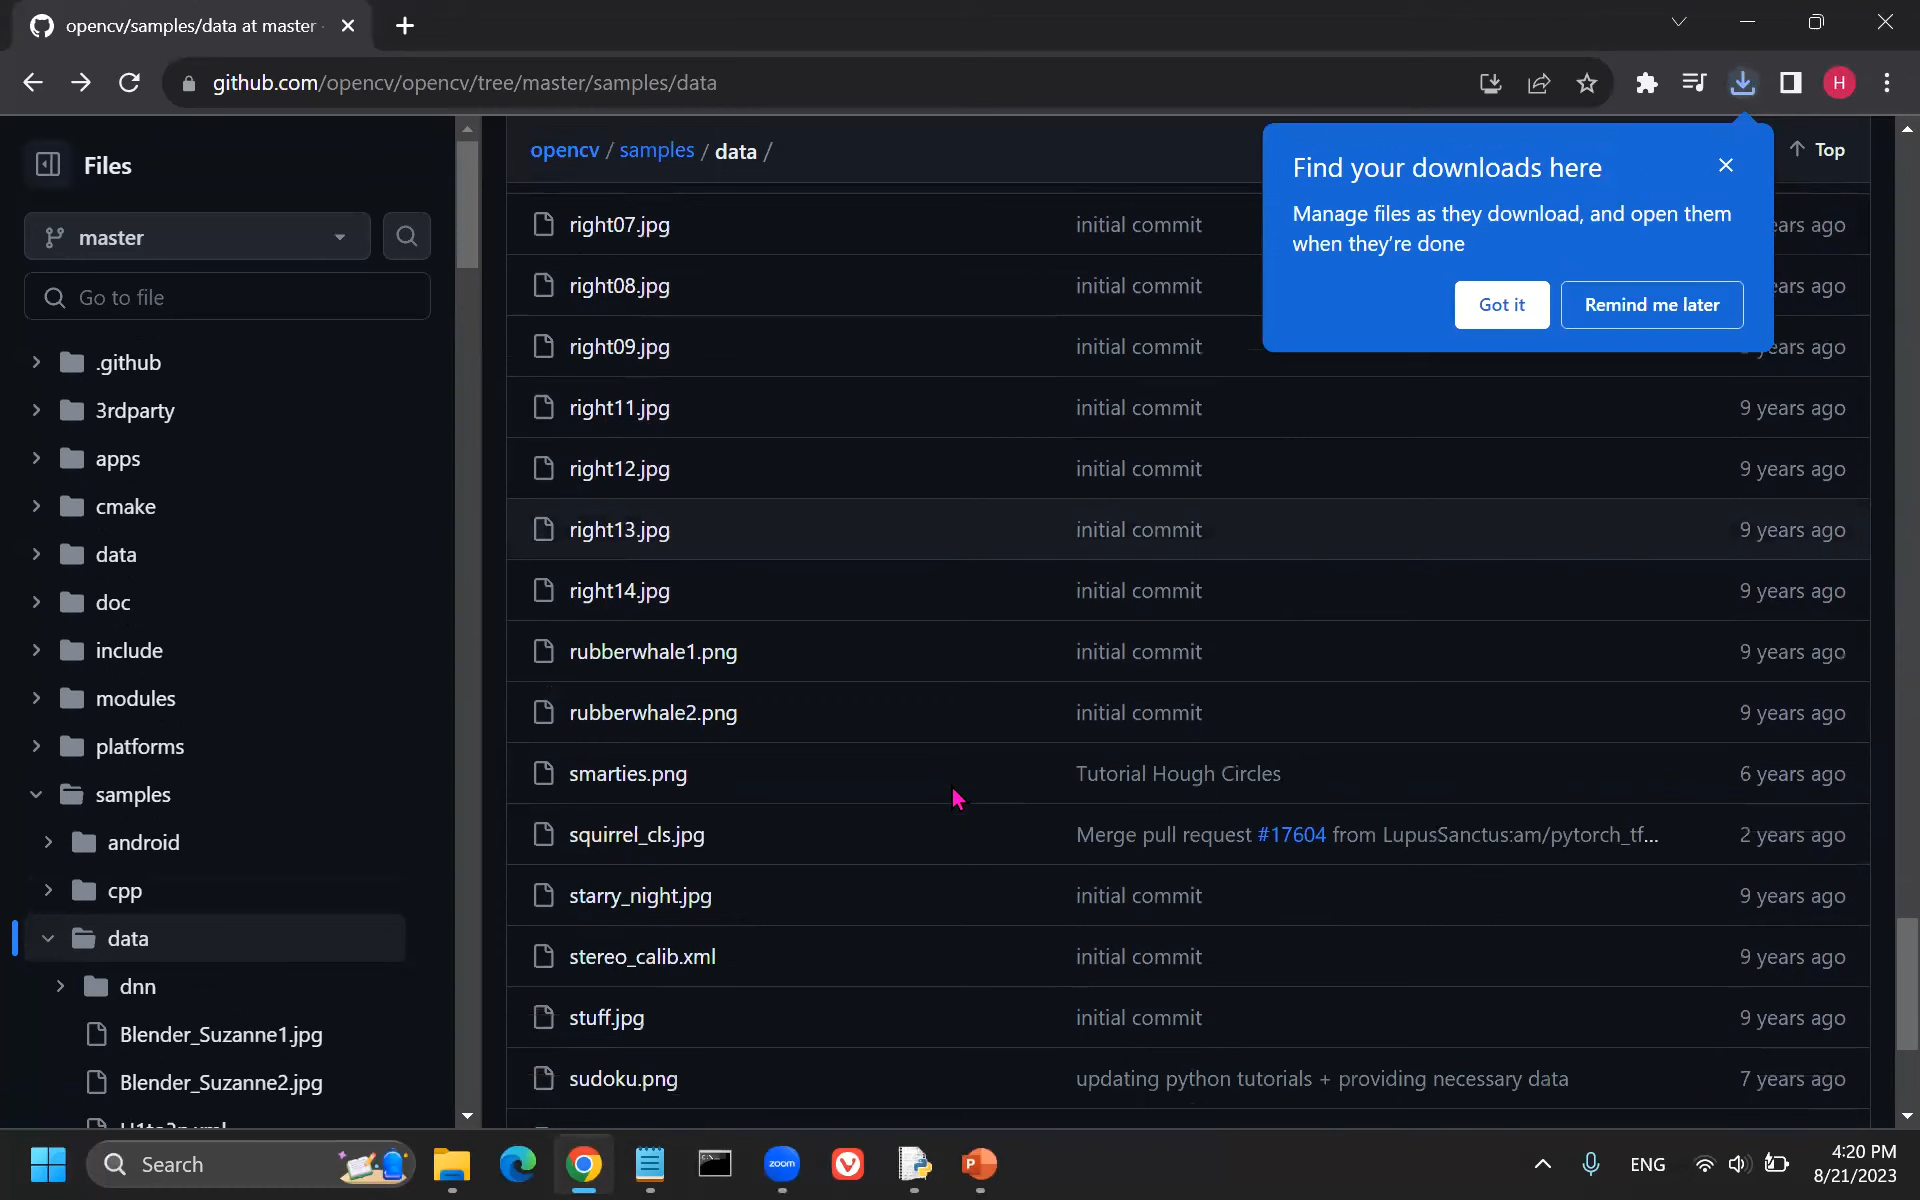 opencv/samples/data at master
github.com/opencv/opencv/tree/master/samples/data
H
Files
master
Go to file
.github
3rdparty
apps
cmake
data
doc
include
modules
platforms
samples
android
cpp
data
dnn
Blender_Suzanne1.jpg
Blender_Suzanne2.jpg
opencv / samples / data /
Top
Find your downloads here
Manage files as they download, and open them
when they're done
Got it
Remind me later
right07.jpg initial commit ears ago
right08.jpg initial commit ears ago
right09.jpg initial commit years ago
right11.jpg initial commit 9 years ago
right12.jpg initial commit 9 years ago
right13.jpg initial commit 9 years ago
right14.jpg initial commit 9 years ago
rubberwhale1.png initial commit 9 years ago
rubberwhale2.png initial commit 9 years ago
smarties.png Tutorial Hough Circles 6 years ago
squirrel_cls.jpg Merge pull request #17604 from LupusSanctus:am/pytorch_tf... 2 years ago
starry_night.jpg initial commit 9 years ago
stereo_calib.xml initial commit 9 years ago
stuff.jpg initial commit 9 years ago
sudoku.png updating python tutorials + providing necessary data 7 years ago
Search
zoom
P
ENG
4:20 PM
8/21/2023